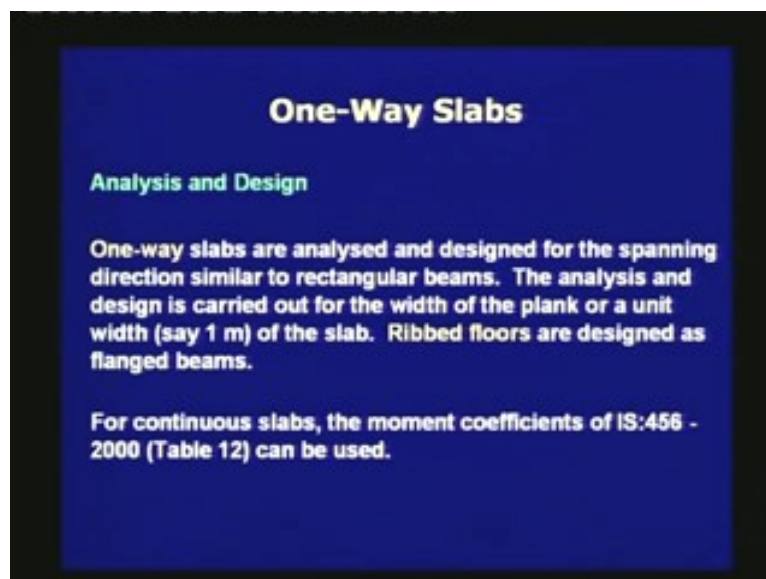 One-Way Slabs
Analysis and Design
One-way slabs are analysed and designed for the spanning
direction similar to rectangular beams. The analysis and
design is carried out for the width of the plank or a unit
width (say 1 m) of the slab. Ribbed floors are designed as
flanged beams.
For continuous slabs, the moment coefficients of IS:456 -
2000 (Table 12) can be used.